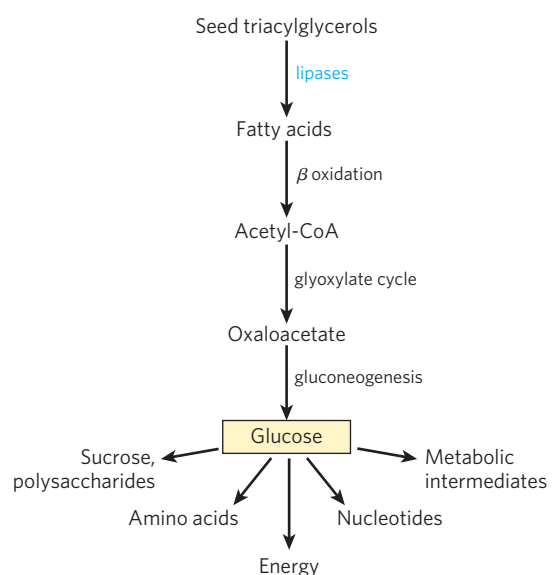 Seed triacylglycerols
lipases
Fatty acids
β oxidation
Acetyl-CoA
glyoxylate cycle
Oxaloacetate
gluconeogenesis
Glucose
Sucrose,
polysaccharides
Metabolic
intermediates
Amino acids
Nucleotides
Energy